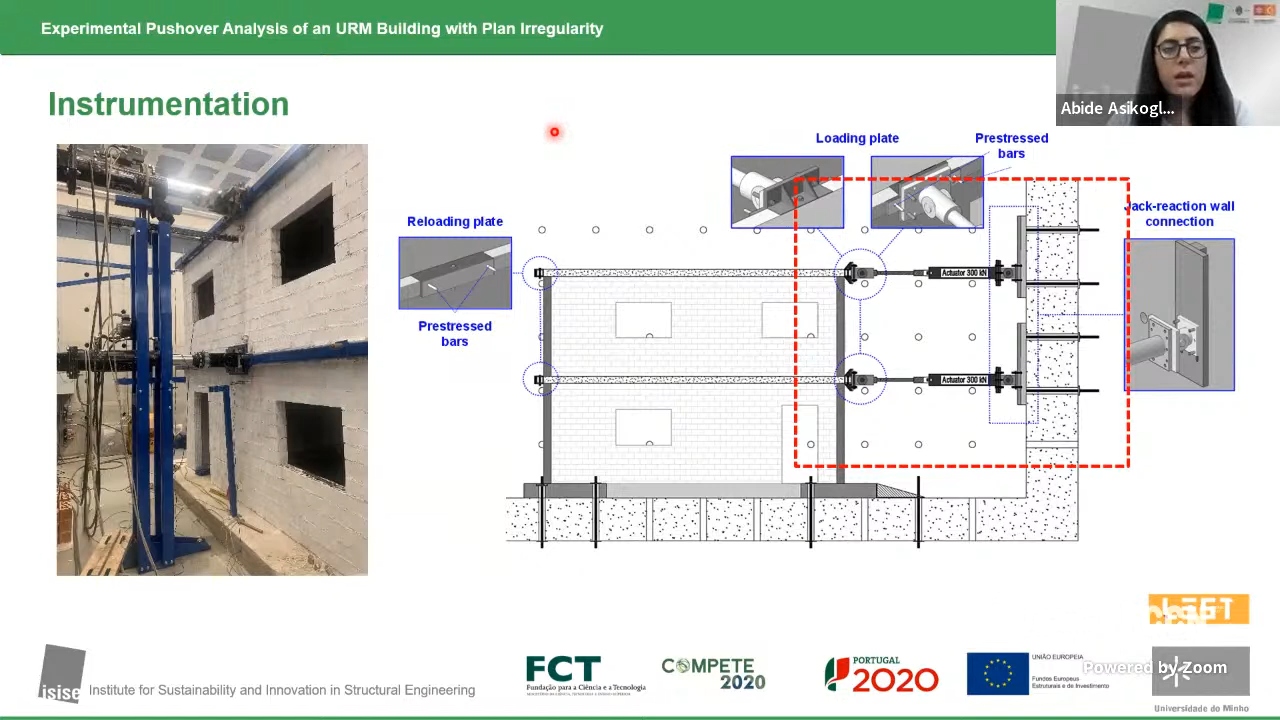 Experimental Pushover Analysis of an URM Building with Plan Irregularity
Abide Asikogl...
Instrumentation
Loading plate
Prestressed
bars
Reloading plate
Jack-reaction wall
connection
Actuator 300 kN
Prestressed
bars
Actuator 300 kN
isise
Institute for Sustainability and Innovation in Structural Engineering
FCT
Fundação para a Ciência e a Tecnologia
COMPETE
2020
PORTUGAL
2020
UNIÃO EUROPEIA
Fundos Europeus
Estruturais e de Investimento
Powered by Zoom
Universidade do Minho